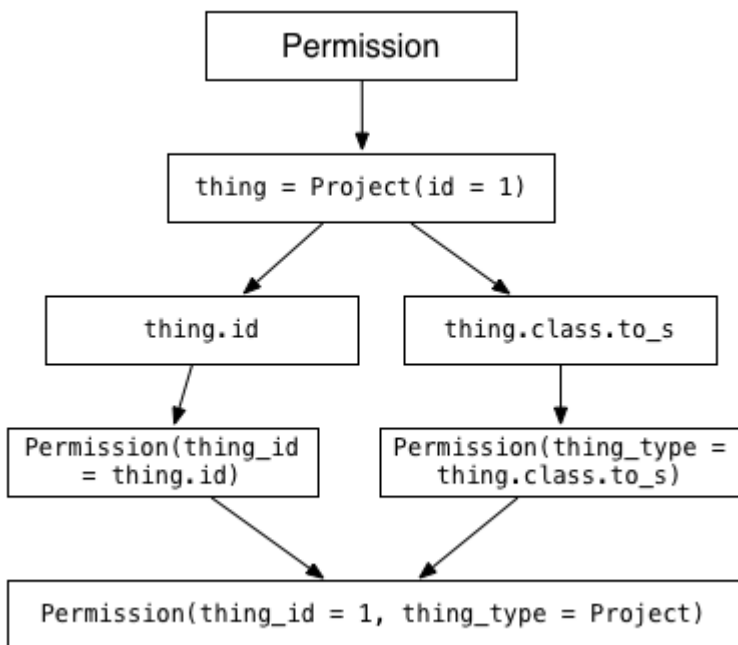 Permission
thing = Project(id = 1)
thing.id
thing.class.to_s
Permission(thing_id
= thing.id)
Permission(thing_type =
thing.class.to_s)
Permission(thing_id = 1, thing_type = Project)